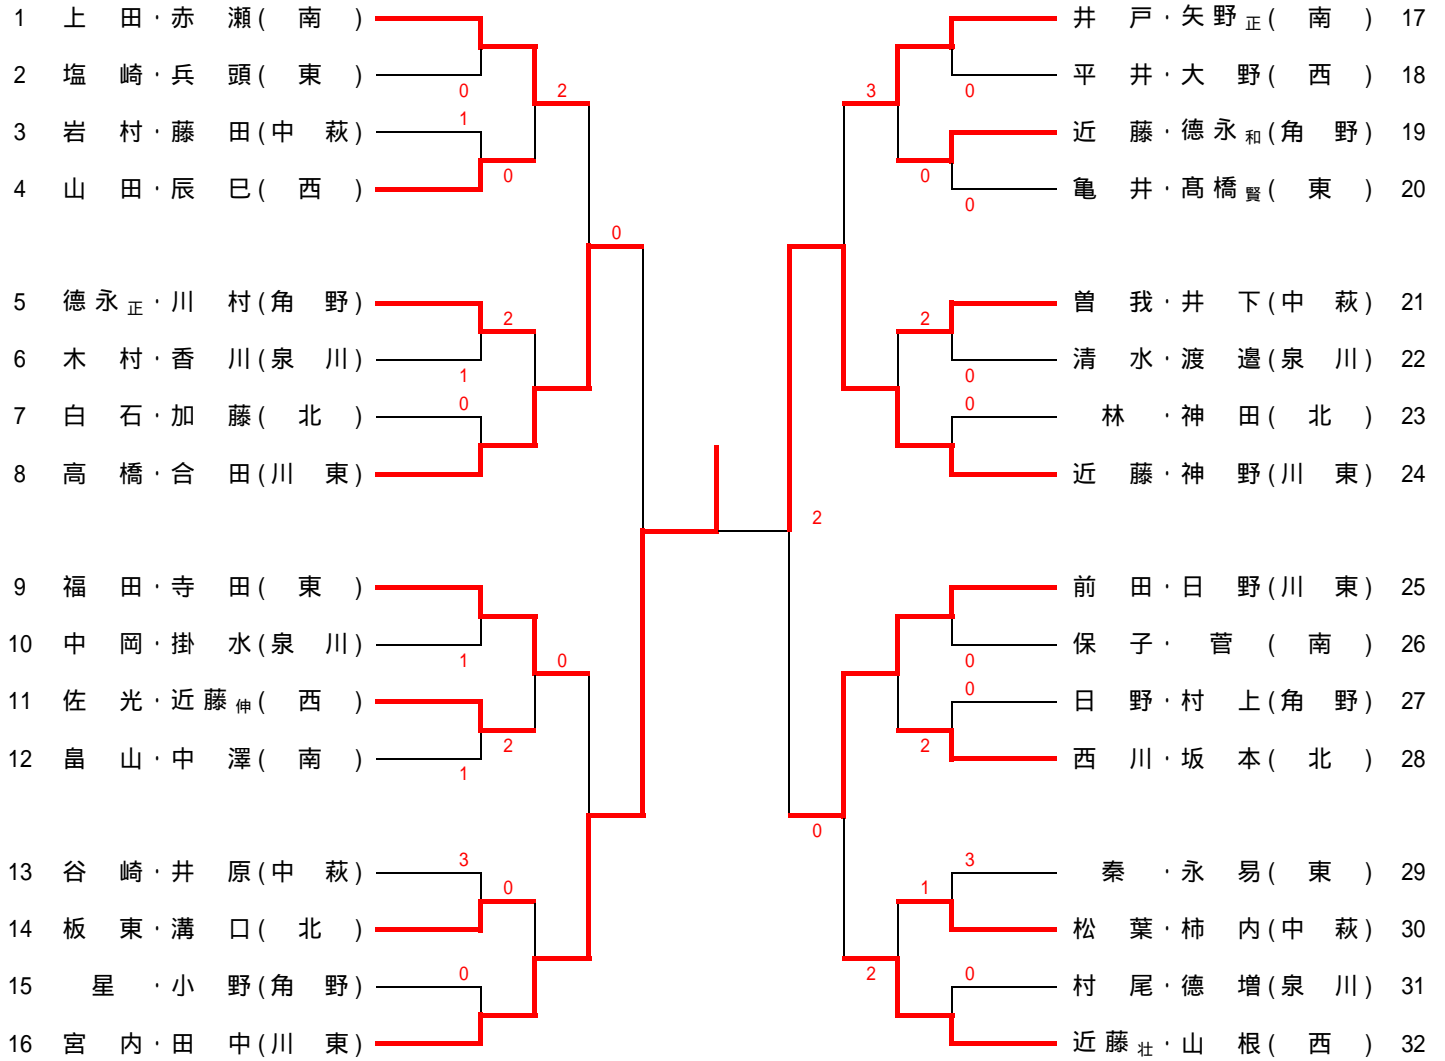 1 上 田・赤 瀬( 南 )
2 塩 崎・兵 頭( 東 )
0
2
3 岩 村・藤 田(中 萩)
1
4 山 田・辰 巳( 西 )
0
0
5 德永正・川 村(角 野)
2
6 木 村・香 川(泉 川)
1
7 白 石・加 藤( 北 )
0
8 高 橋・合 田(川 東)
9 福 田・寺 田( 東 )
10 中 岡・掛 水(泉 川)
1
0
11 佐 光・近藤伸( 西 )
2
12 畠 山・中 澤( 南 )
1
13 谷 崎・井 原(中 萩)
3
0
14 板 東・溝 口( 北 )
15 星 ・小 野(角 野)
0
16 宮 内・田 中(川 東)
井 戸・矢野正( 南 ) 17
平 井・大 野( 西 ) 18
3
0
近 藤・德永和(角 野) 19
0
亀 井・髙橋賢( 東 ) 20
0
曽 我・井 下(中 萩) 21
2
清 水・渡 邉(泉 川) 22
0
林 ・神 田( 北 ) 23
0
近 藤・神 野(川 東) 24
2
前 田・日 野(川 東) 25
保 子・ 菅 ( 南 ) 26
0
日 野・村 上(角 野) 27
0
西 川・坂 本( 北 ) 28
2
0
秦 ・永 易( 東 ) 29
3
1
松 葉・柿 内(中 萩) 30
村 尾・德 増(泉 川) 31
0
2
近藤壮・山 根( 西 ) 32